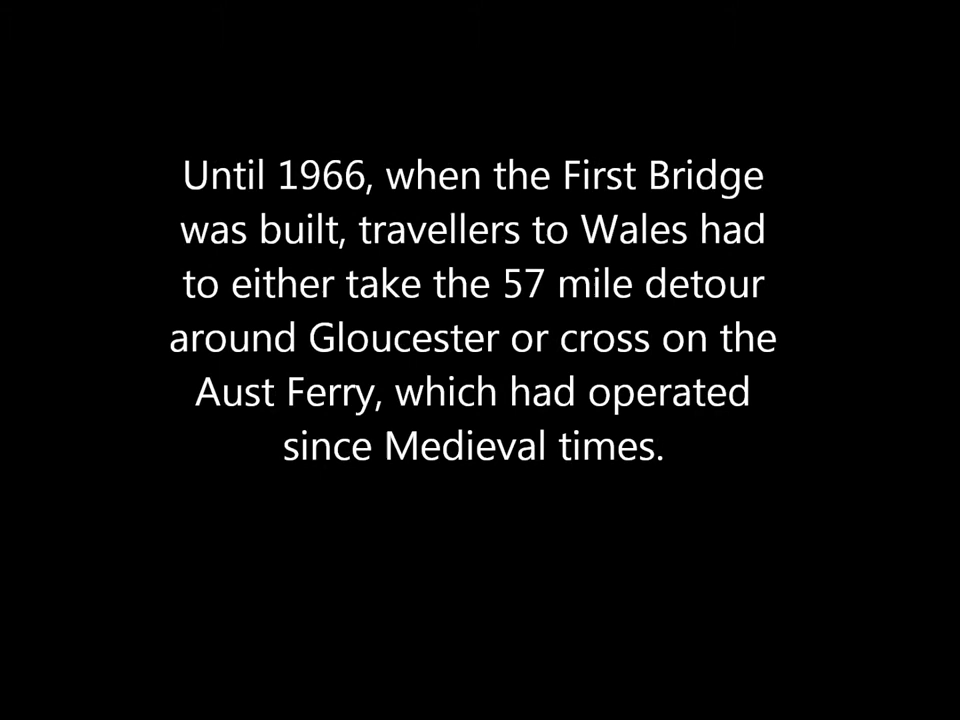 Until 1966, when the First Bridge
was built, travellers to Wales had
to either take the 57 mile detour
around Gloucester or cross on the
Aust Ferry, which had operated
since Medieval times.